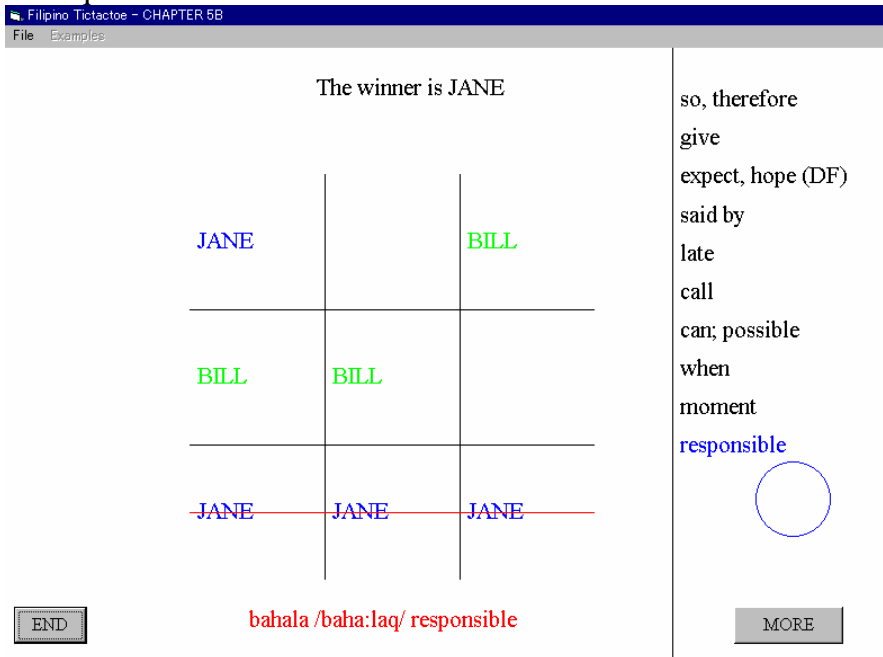 Filipino Tictactoe - CHAPTER 5B
File Examples
The winner is JANE
JANE BILL
BILL BILL
JANE JANE JANE
bahala /baha:laq/ responsible
END
so, therefore
give
expect, hope (DF)
said by
late
call
can; possible
when
moment
responsible
MORE